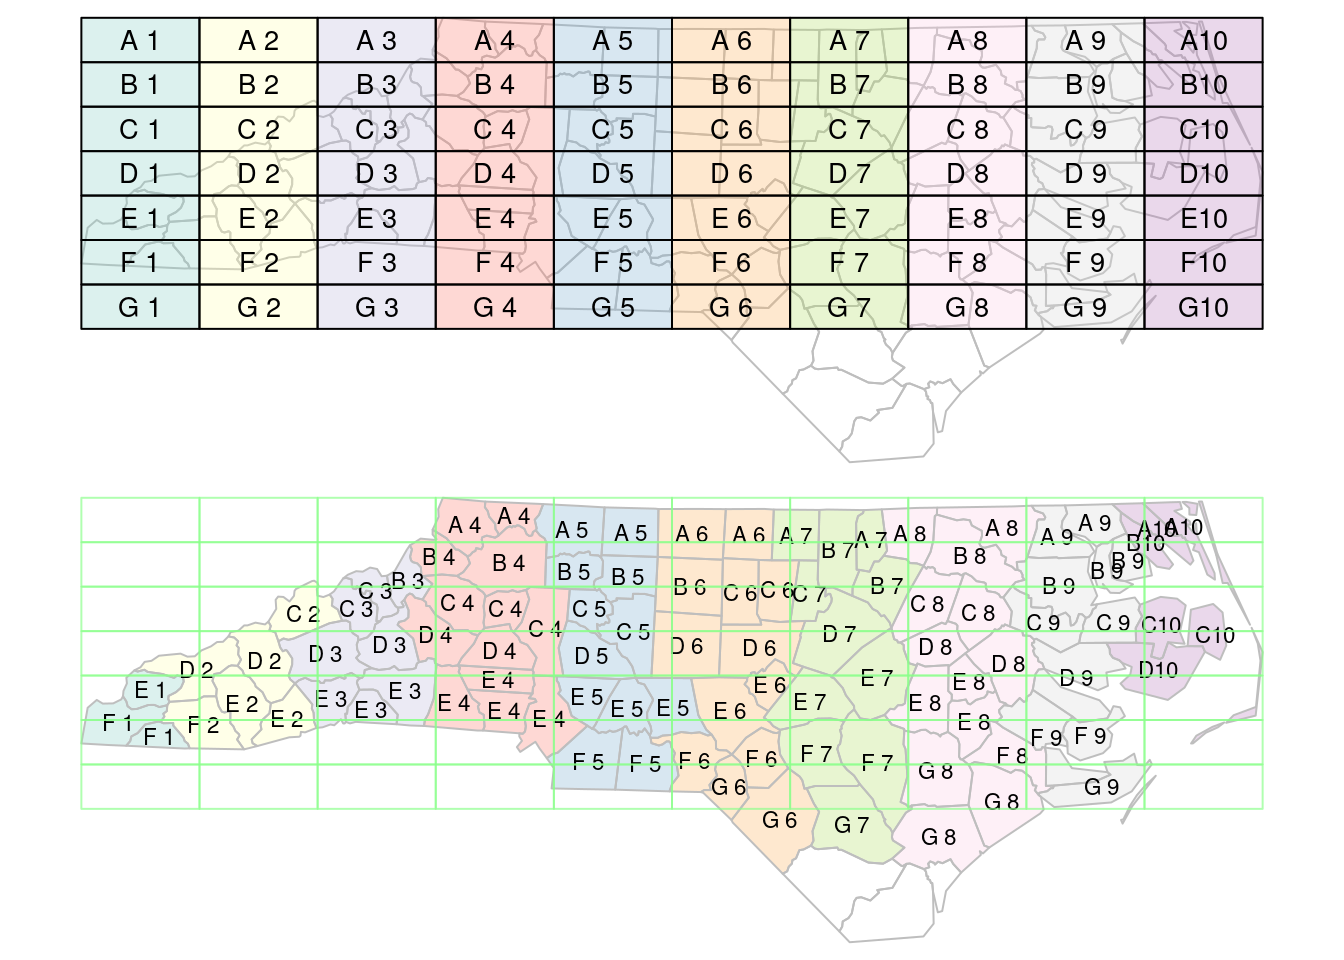 A 1 A 2 A 3 A 4 A 5 A 6 A 7 A 8 A 9 A10
B 1 B 2 B 3 B 4 B 5 B 6 B 7 B 8 B 9 B10
C 1 C 2 C 3 C 4 C 5 C 6 C 7 C 8 C 9 C10
D 1 D 2 D 3 D 4 D 5 D 6 D 7 D 8 D 9 D10
E 1 E 2 E 3 E 4 E 5 E 6 E 7 E 8 E 9 E10
F 1 F 2 F 3 F 4 F 5 F 6 F 7 F 8 F 9 F10
G 1 G 2 G 3 G 4 G 5 G 6 G 7 G 8 G 9 G10
A 4 A 4 A 5 A 5 A 6 A 6 A 7 A 7 A 8 A 8 A 9 A 9 A10 A10
B 4 B 4 B 7 B 8 B10 B 9 B 9
C 3 B 3 B 5 B 5 B 6 B 7 B 9
C 2 C 3 C 4 C 4 C 5 C 6 C 6 C 7 C 8 C 8
D 4 C 4 C 5 D 7 C 9 C 9 C10 C10
D 2 D 2 D 3 D 3 D 4 D 5 D 6 D 6 D 8 D 8
E 1 E 4 E 6 E 7 E 8 D 9 D10
E 2 E 2 E 3 E 3 E 3 E 4 E 4 E 5 E 5 E 5 E 6 E 7 E 8
F 1 F 1 F 2 E 4 E 8 F 9 F 9
F 5 F 5 F 6 F 6 F 7 F 7 F 8
G 6 G 8 G 8 G 9
G 6 G 7 G 8